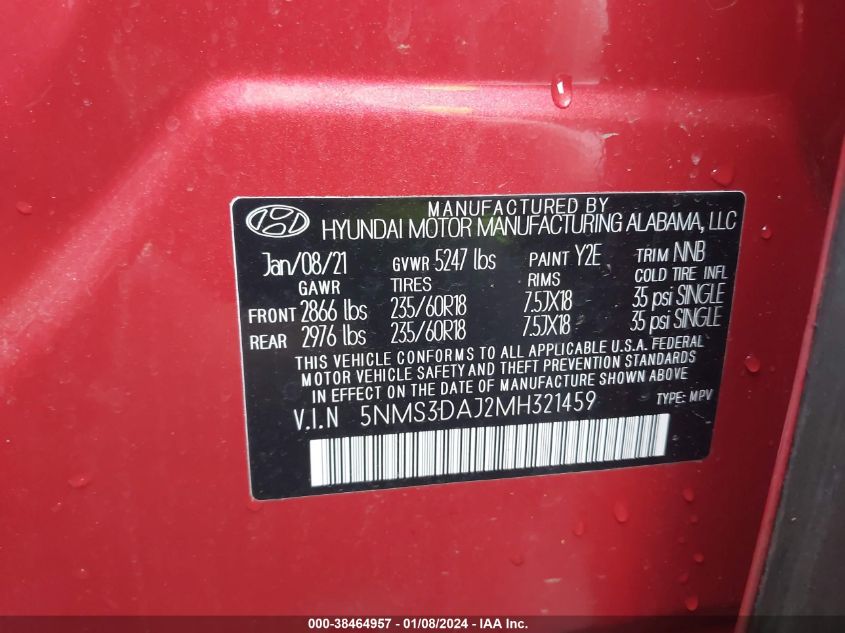 MANUFACTURED BY
HYUNDAI MOTOR MANUFACTURING ALABAMA, LLC
Jan/08/21 GVWR 5247 lbs PAINT Y2E TRIM NNB
GAWR TIRES RIMS COLD TIRE INFL
FRONT 2866 lbs 235/60R18 7.5JX18 35 psi SINGLE
REAR 2976 lbs 235/60R18 7.5JX18 35 psi SINGLE
THIS VEHICLE CONFORMS TO ALL APPLICABLE U.S.A. FEDERAL
MOTOR VEHICLE SAFETY AND THEFT PREVENTION STANDARDS
IN EFFECT ON THE DATE OF MANUFACTURE SHOWN ABOVE
V.I.N 5NMS3DAJ2MH321459 TYPE: MPV
000-38464957 - 01/08/2024 - IAA Inc.